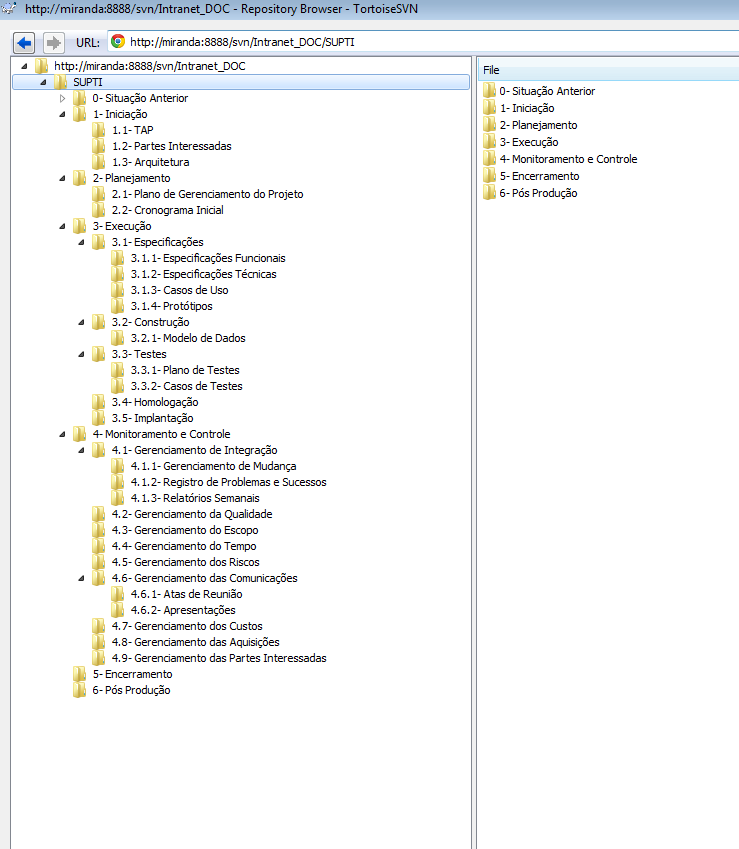 http://miranda:8888/svn/Intranet_DOC - Repository Browser - TortoiseSVN
URL: http://miranda:8888/svn/Intranet_DOC/SUPTI
http://miranda:8888/svn/Intranet_DOC
SUPTI
0- Situação Anterior
1- Iniciação
1.1- TAP
1.2- Partes Interessadas
1.3- Arquitetura
2- Planejamento
2.1- Plano de Gerenciamento do Projeto
2.2- Cronograma Inicial
3- Execução
3.1- Especificações
3.1.1- Especificações Funcionais
3.1.2- Especificações Técnicas
3.1.3- Casos de Uso
3.1.4- Protótipos
3.2- Construção
3.2.1- Modelo de Dados
3.3- Testes
3.3.1- Plano de Testes
3.3.2- Casos de Testes
3.4- Homologação
3.5- Implantação
4- Monitoramento e Controle
4.1- Gerenciamento de Integração
4.1.1- Gerenciamento de Mudança
4.1.2- Registro de Problemas e Sucessos
4.1.3- Relatórios Semanais
4.2- Gerenciamento da Qualidade
4.3- Gerenciamento do Escopo
4.4- Gerenciamento do Tempo
4.5- Gerenciamento dos Riscos
4.6- Gerenciamento das Comunicações
4.6.1- Atas de Reunião
4.6.2- Apresentações
4.7- Gerenciamento dos Custos
4.8- Gerenciamento das Aquisições
4.9- Gerenciamento das Partes Interessadas
5- Encerramento
6- Pós Produção
File
0- Situação Anterior
1- Iniciação
2- Planejamento
3- Execução
4- Monitoramento e Controle
5- Encerramento
6- Pós Produção